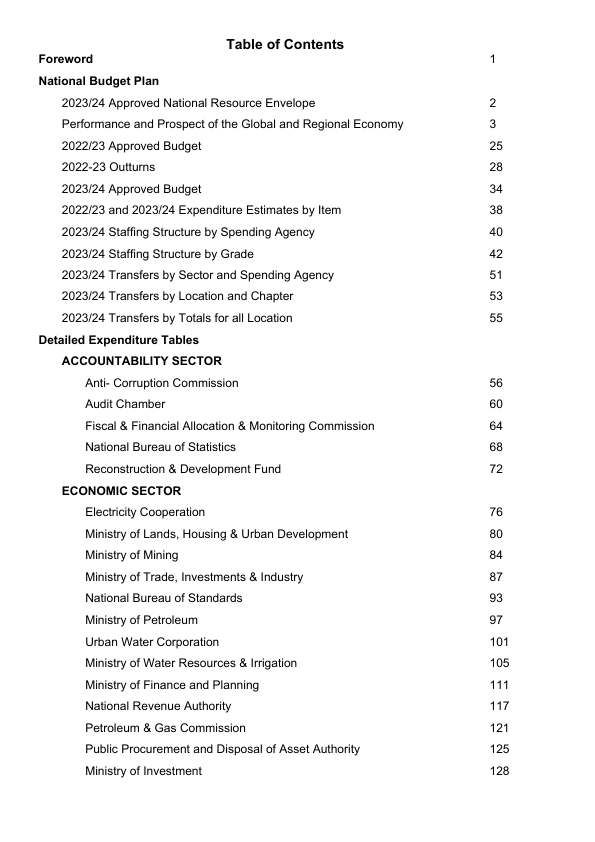 Table of Contents
Foreword 1
National Budget Plan
2023/24 Approved National Resource Envelope 2
Performance and Prospect of the Global and Regional Economy 3
2022/23 Approved Budget 25
2022-23 Outturns 28
2023/24 Approved Budget 34
2022/23 and 2023/24 Expenditure Estimates by Item 38
2023/24 Staffing Structure by Spending Agency 40
2023/24 Staffing Structure by Grade 42
2023/24 Transfers by Sector and Spending Agency 51
2023/24 Transfers by Location and Chapter 53
2023/24 Transfers by Totals for all Location 55
Detailed Expenditure Tables
ACCOUNTABILITY SECTOR
Anti- Corruption Commission 56
Audit Chamber 60
Fiscal & Financial Allocation & Monitoring Commission 64
National Bureau of Statistics 68
Reconstruction & Development Fund 72
ECONOMIC SECTOR
Electricity Cooperation 76
Ministry of Lands, Housing & Urban Development 80
Ministry of Mining 84
Ministry of Trade, Investments & Industry 87
National Bureau of Standards 93
Ministry of Petroleum 97
Urban Water Corporation 101
Ministry of Water Resources & Irrigation 105
Ministry of Finance and Planning 111
National Revenue Authority 117
Petroleum & Gas Commission 121
Public Procurement and Disposal of Asset Authority 125
Ministry of Investment 128